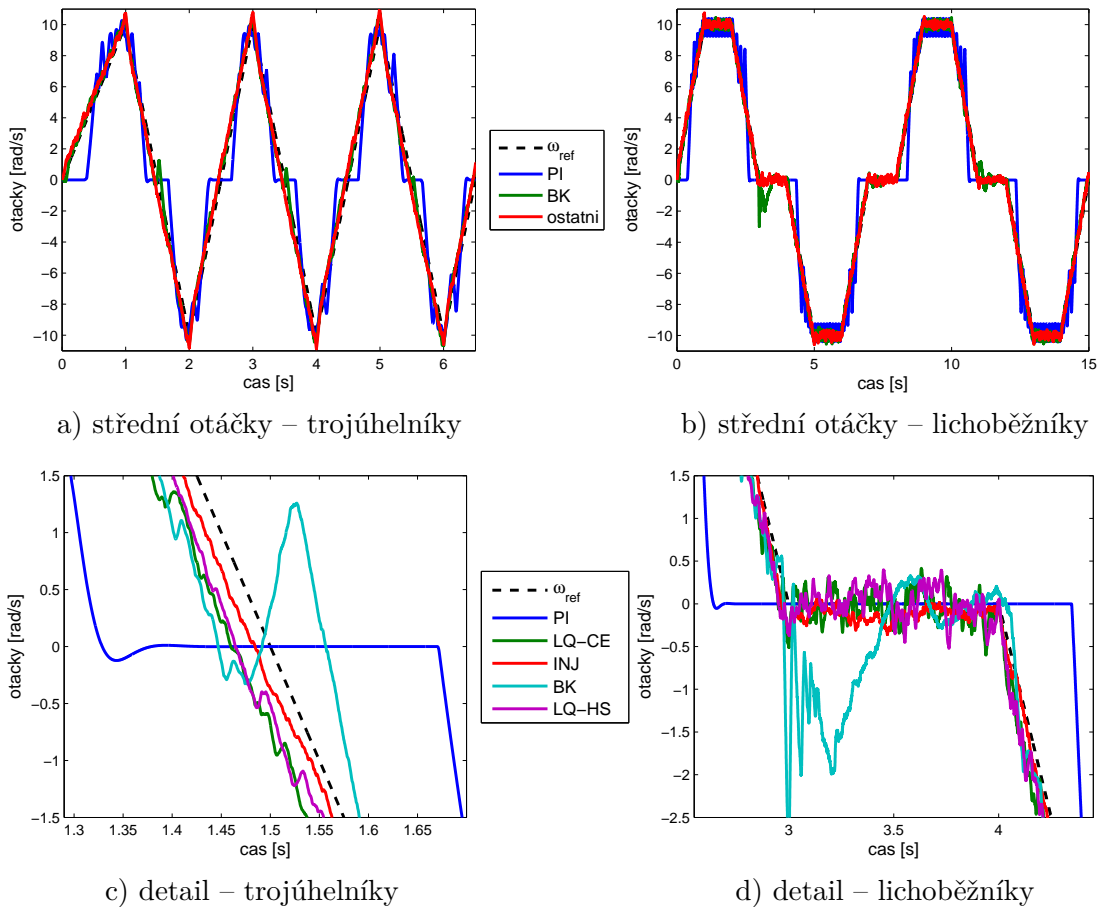 10
8
6
4
2
0
−2
−4
−6
−8
−10
otacky [rad/s]
0 1 2 3 4 5 6
cas [s]
ω_ref
PI
BK
ostatni
10
8
6
4
2
0
−2
−4
−6
−8
−10
otacky [rad/s]
0 5 10 15
cas [s]
a) střední otáčky – trojúhelníky
b) střední otáčky – lichoběžníky
1.5
1
0.5
0
−0.5
−1
−1.5
otacky [rad/s]
1.3 1.35 1.4 1.45 1.5 1.55 1.6 1.65
cas [s]
ω_ref
PI
LQ−CE
INJ
BK
LQ−HS
1.5
1
0.5
0
−0.5
−1
−1.5
−2
−2.5
otacky [rad/s]
3 3.5 4
cas [s]
c) detail – trojúhelníky
d) detail – lichoběžníky